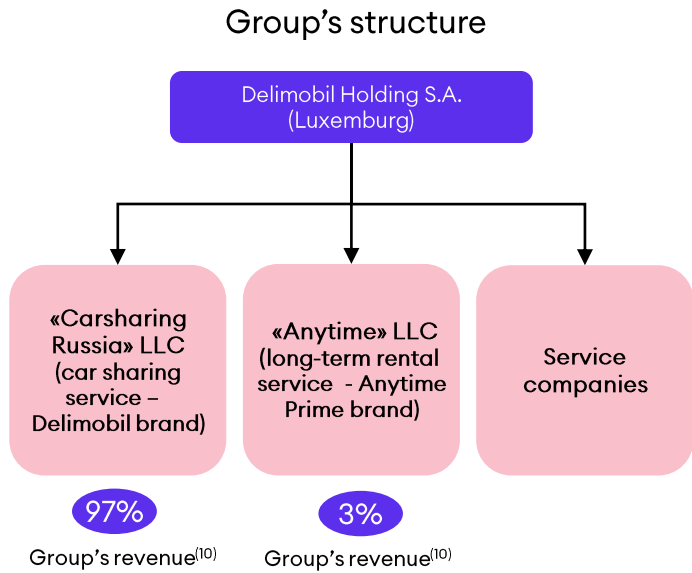 Group's structure
Delimobil Holding S.A.
(Luxemburg)
«Carsharing
Russia» LLC
(car sharing
service –
Delimobil brand)
«Anytime» LLC
(long-term rental
service - Anytime
Prime brand)
Service
companies
97%
Group's revenue(10)
3%
Group's revenue(10)